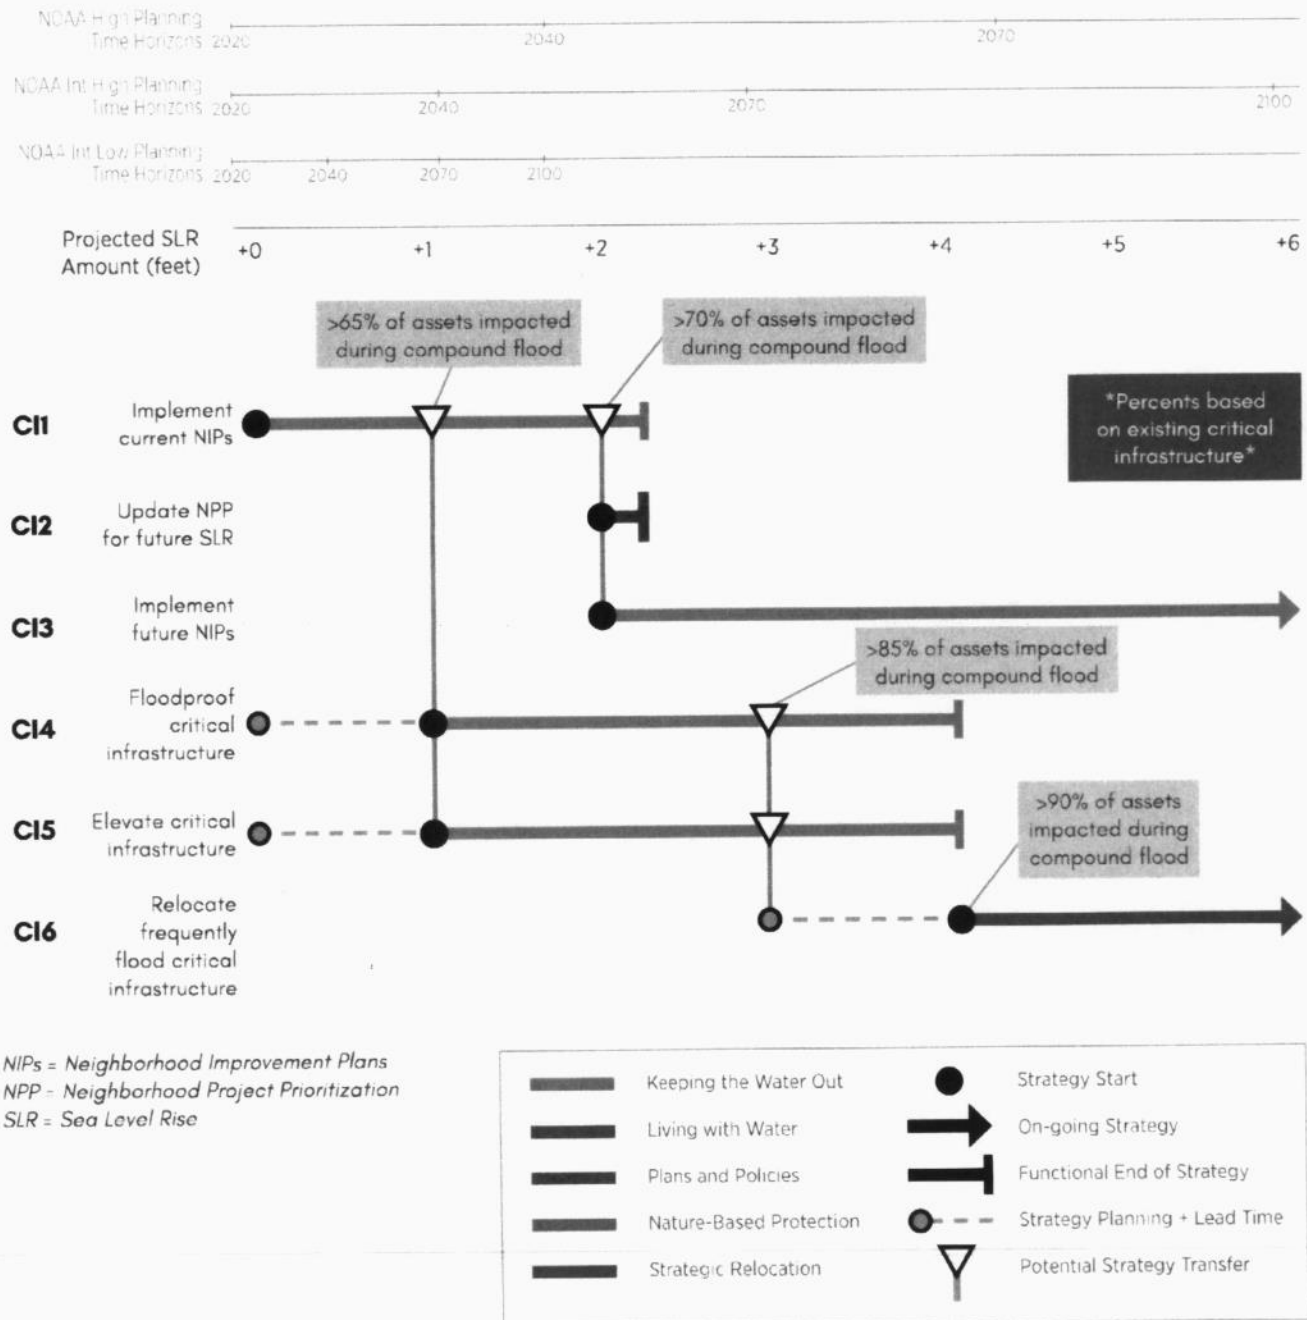 NOAA High Planning
Time Horizons 2020 2040 2070
NOAA Int High Planning
Time Horizons 2020 2040 2070 2100
NOAA Int Low Planning
Time Horizons 2020 2040 2070 2100
Projected SLR
Amount (feet)
+0 +1 +2 +3 +4 +5 +6
>65% of assets impacted
during compound flood
>70% of assets impacted
during compound flood
*Percents based
on existing critical
infrastructure*
CI1 Implement
current NIPs
CI2 Update NPP
for future SLR
CI3 Implement
future NIPs
>85% of assets impacted
during compound flood
CI4 Floodproof
critical
infrastructure
CI5 Elevate critical
infrastructure
>90% of assets
impacted during
compound flood
CI6 Relocate
frequently
flood critical
infrastructure
NIPs = Neighborhood Improvement Plans
NPP = Neighborhood Project Prioritization
SLR = Sea Level Rise
Keeping the Water Out
Living with Water
Plans and Policies
Nature-Based Protection
Strategic Relocation
Strategy Start
On-going Strategy
Functional End of Strategy
Strategy Planning + Lead Time
Potential Strategy Transfer